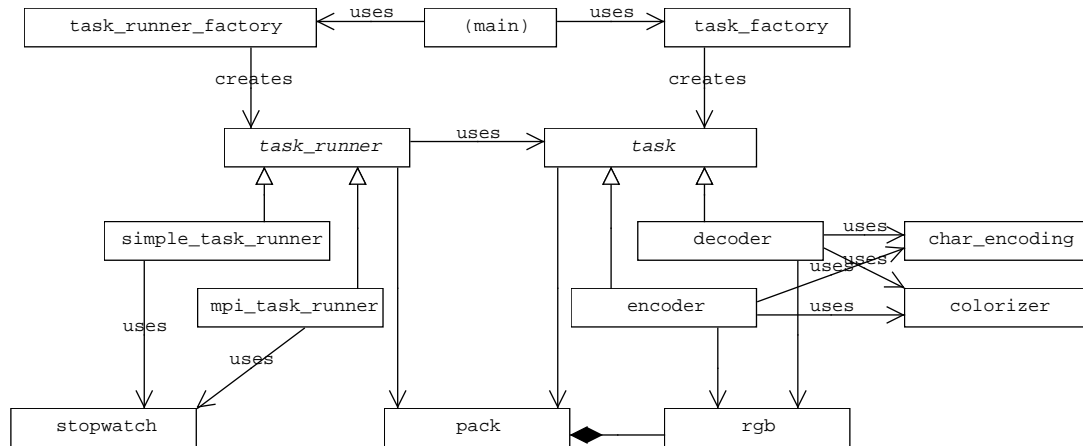 uses
uses
task_runner_factory
(main)
task_factory
creates
creates
uses
task_runner
task
simple_task_runner
decoder
uses
char_encoding
uses
uses
mpi_task_runner
encoder
uses
colorizer
uses
uses
stopwatch
pack
rgb